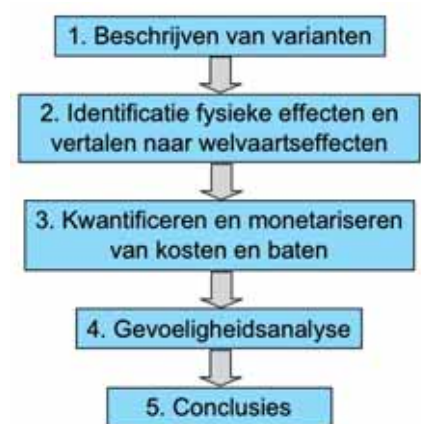 1. Beschrijven van varianten
2. Identificatie fysieke effecten en
vertalen naar welvaartseffecten
3. Kwantificeren en monetariseren
van kosten en baten
4. Gevoeligheidsanalyse
5. Conclusies